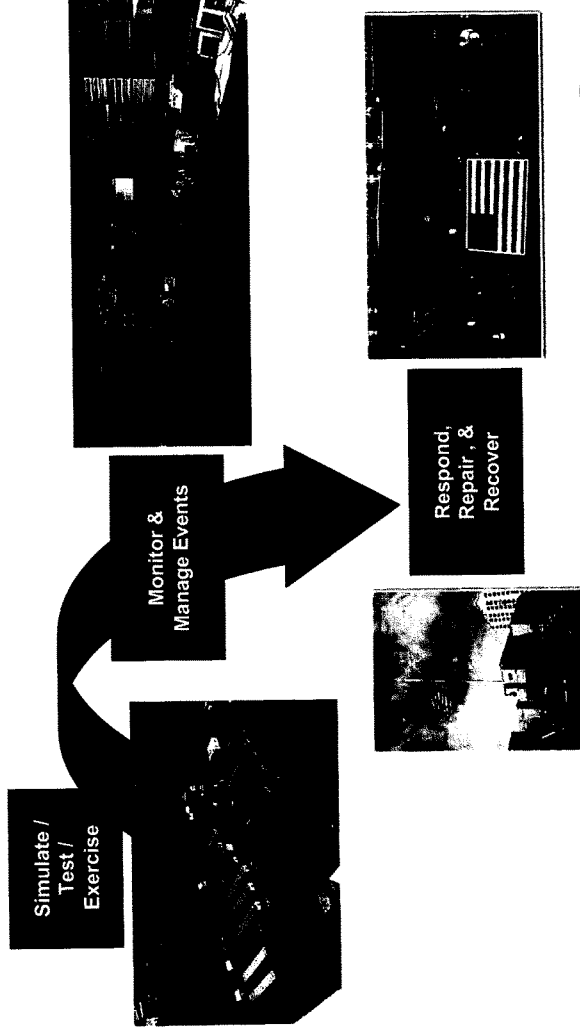 Simulate /
Test /
Exercise
Monitor &
Manage Events
Respond,
Repair , &
Recover